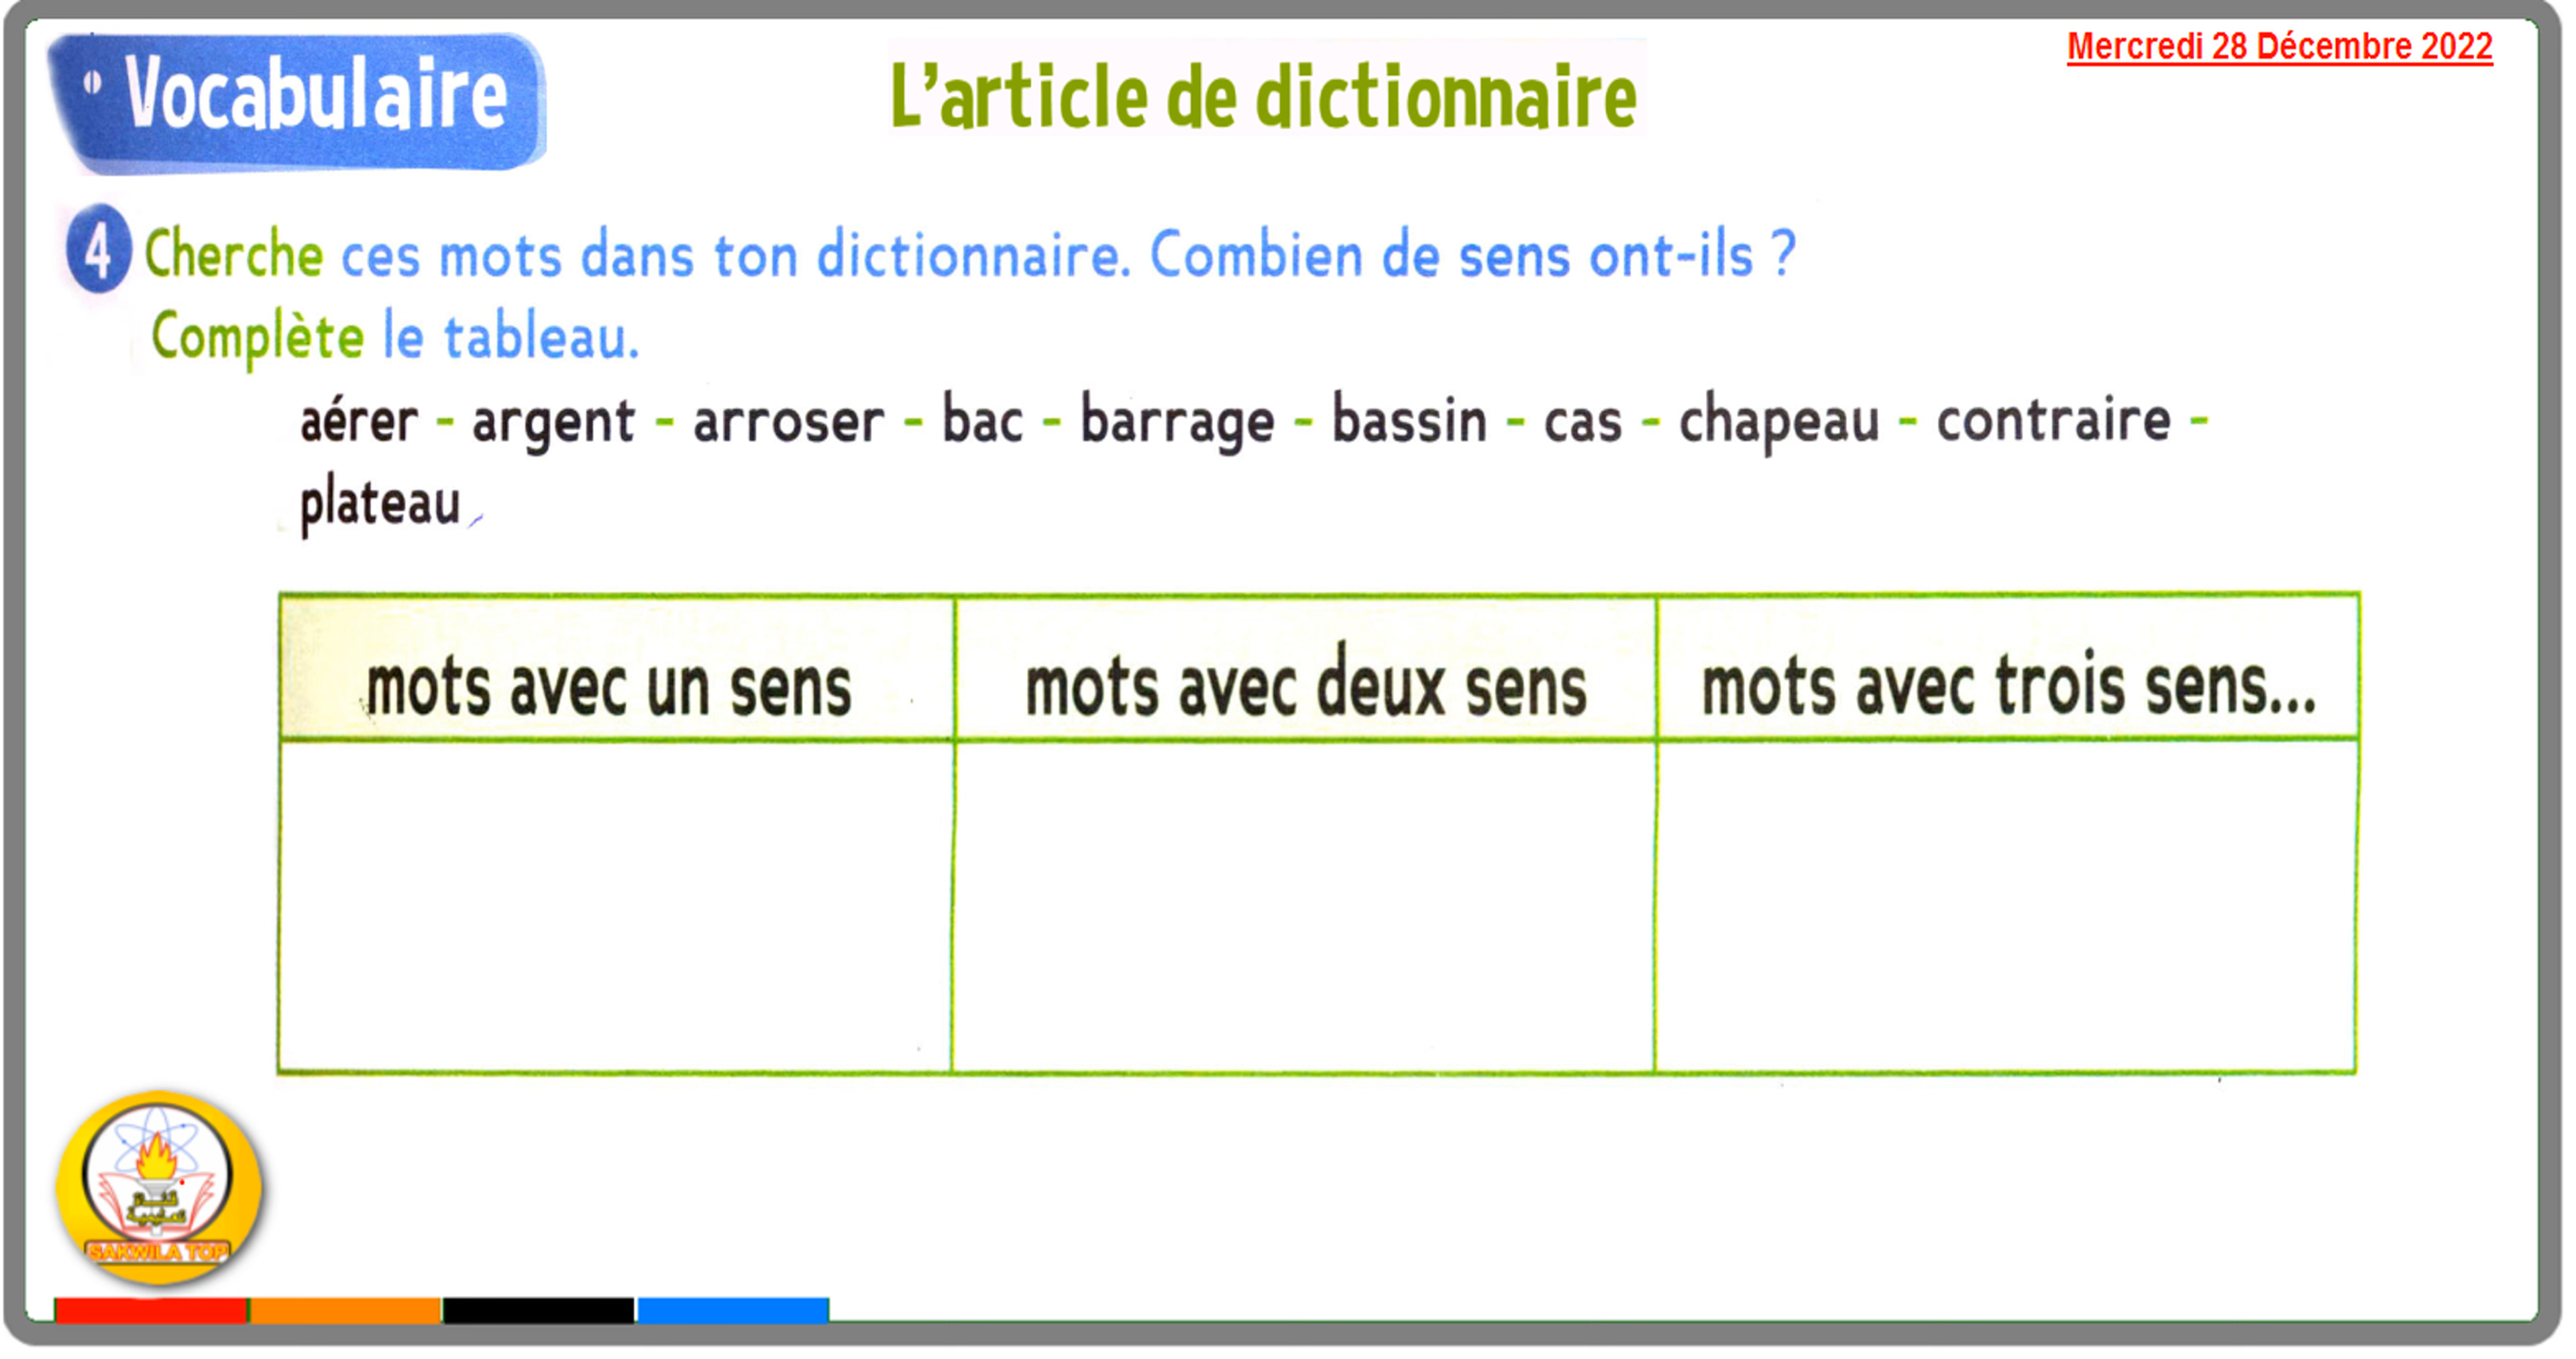 Vocabulaire
L'article de dictionnaire
Mercredi 28 Décembre 2022
4 Cherche ces mots dans ton dictionnaire. Combien de sens ont-ils ?
Complète le tableau.
aérer - argent - arroser - bac - barrage - bassin - cas - chapeau - contraire -
plateau
mots avec un sens
mots avec deux sens
mots avec trois sens...
SAKWILA TOP